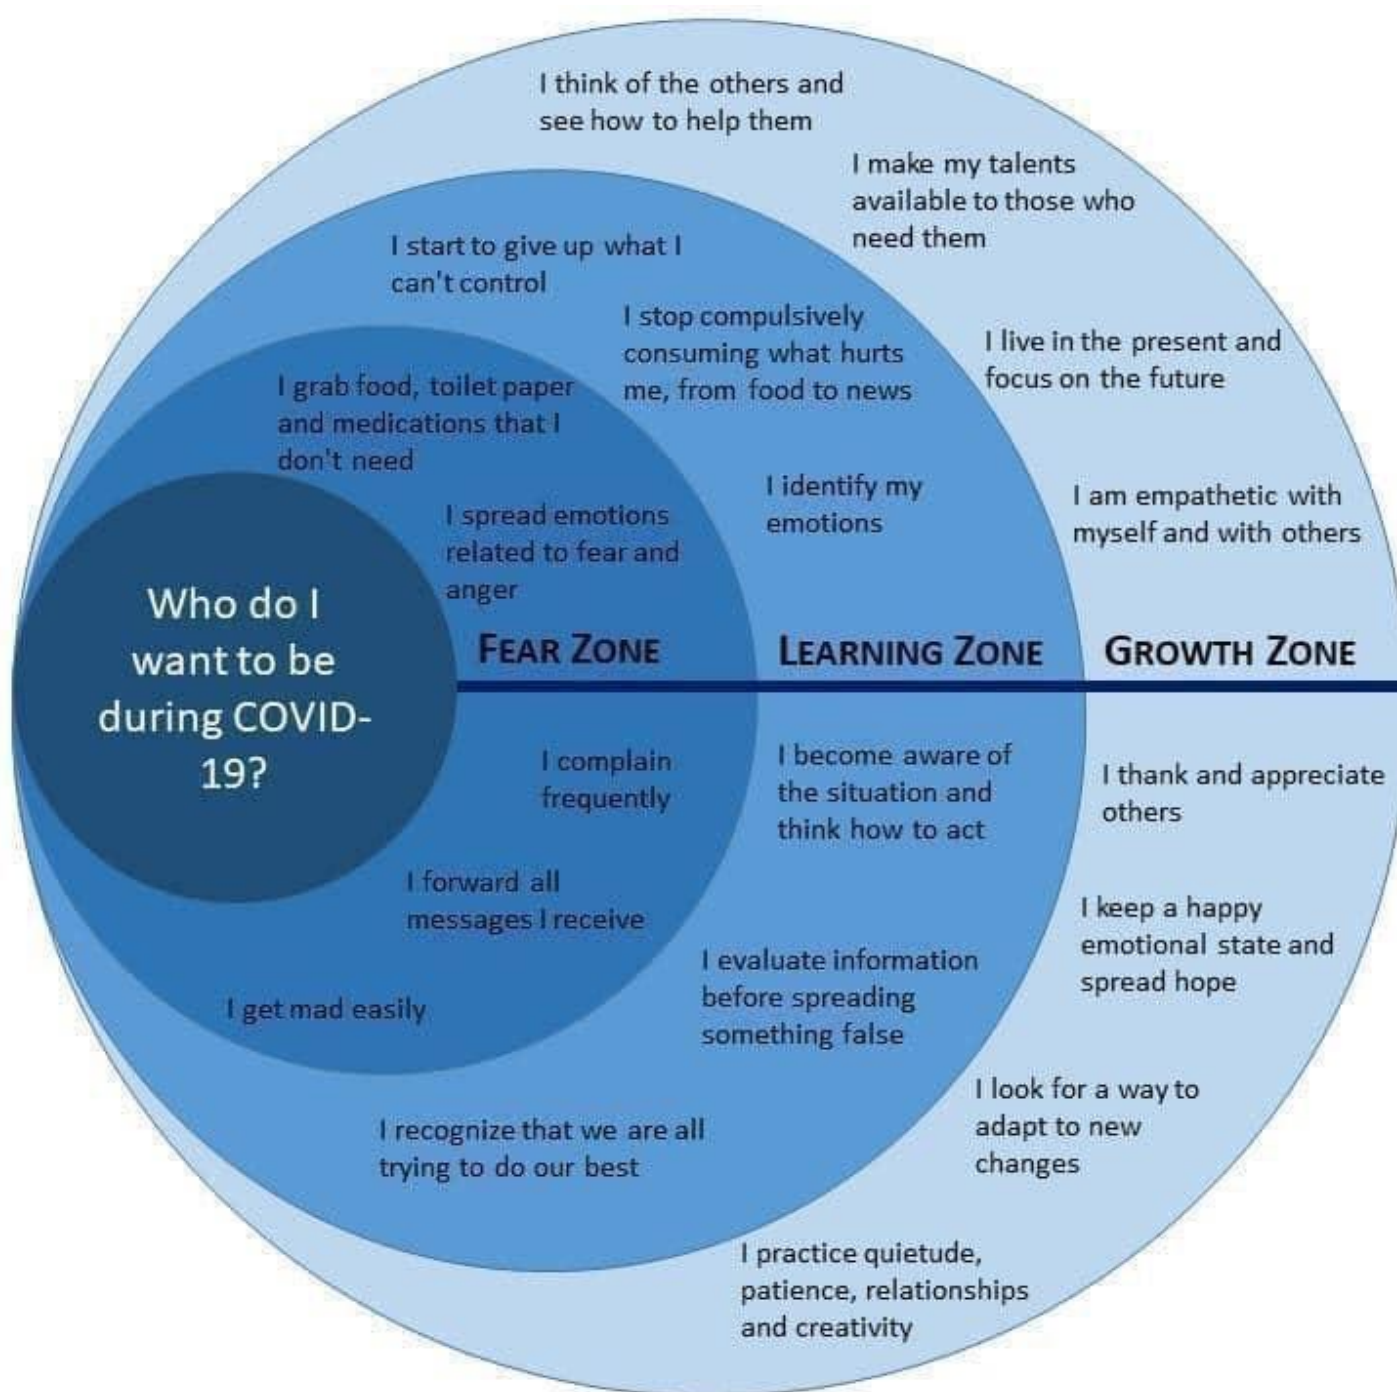 I think of the others and
see how to help them
I make my talents
available to those who
need them
I start to give up what I
can't control
I stop compulsively
consuming what hurts
me, from food to news
I live in the present and
focus on the future
I grab food, toilet paper
and medications that I
don't need
I identify my
emotions
I am empathetic with
myself and with others
I spread emotions
related to fear and
anger
Who do I
want to be
during COVID-
19?
FEAR ZONE
LEARNING ZONE
GROWTH ZONE
I complain
frequently
I become aware of
the situation and
think how to act
I thank and appreciate
others
I forward all
messages I receive
I keep a happy
emotional state and
spread hope
I evaluate information
before spreading
something false
I get mad easily
I look for a way to
adapt to new
changes
I recognize that we are all
trying to do our best
I practice quietude,
patience, relationships
and creativity